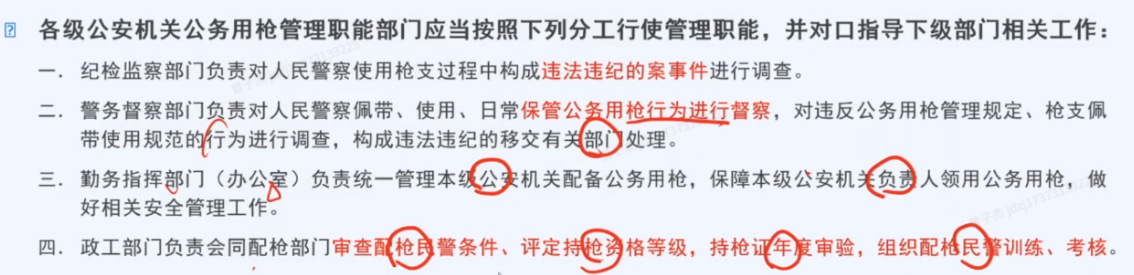 各级公安机关公务用枪管理职能部门应当按照下列分工行使管理职能，并对口指导下级部门相关工作：
一．纪检监察部门负责对人民警察使用枪支过程中构成违法违纪的案事件进行调查。
二．警务督察部门负责对人民警察佩带、使用、日常保管公务用枪行为进行督察，对违反公务用枪管理规定、枪支佩
带使用规范的行为进行调查，构成违法违纪的移交有关部门处理。
三．勤务指挥部门（办公室）负责统一管理本级公安机关配备公务用枪，保障本级公安机关负责人领用公务用枪，做
好相关安全管理工作。
四．政工部门负责会同配枪部门审查配枪民警条件、评定持枪资格等级，持枪证年度审验，组织配枪民警训练、考核。